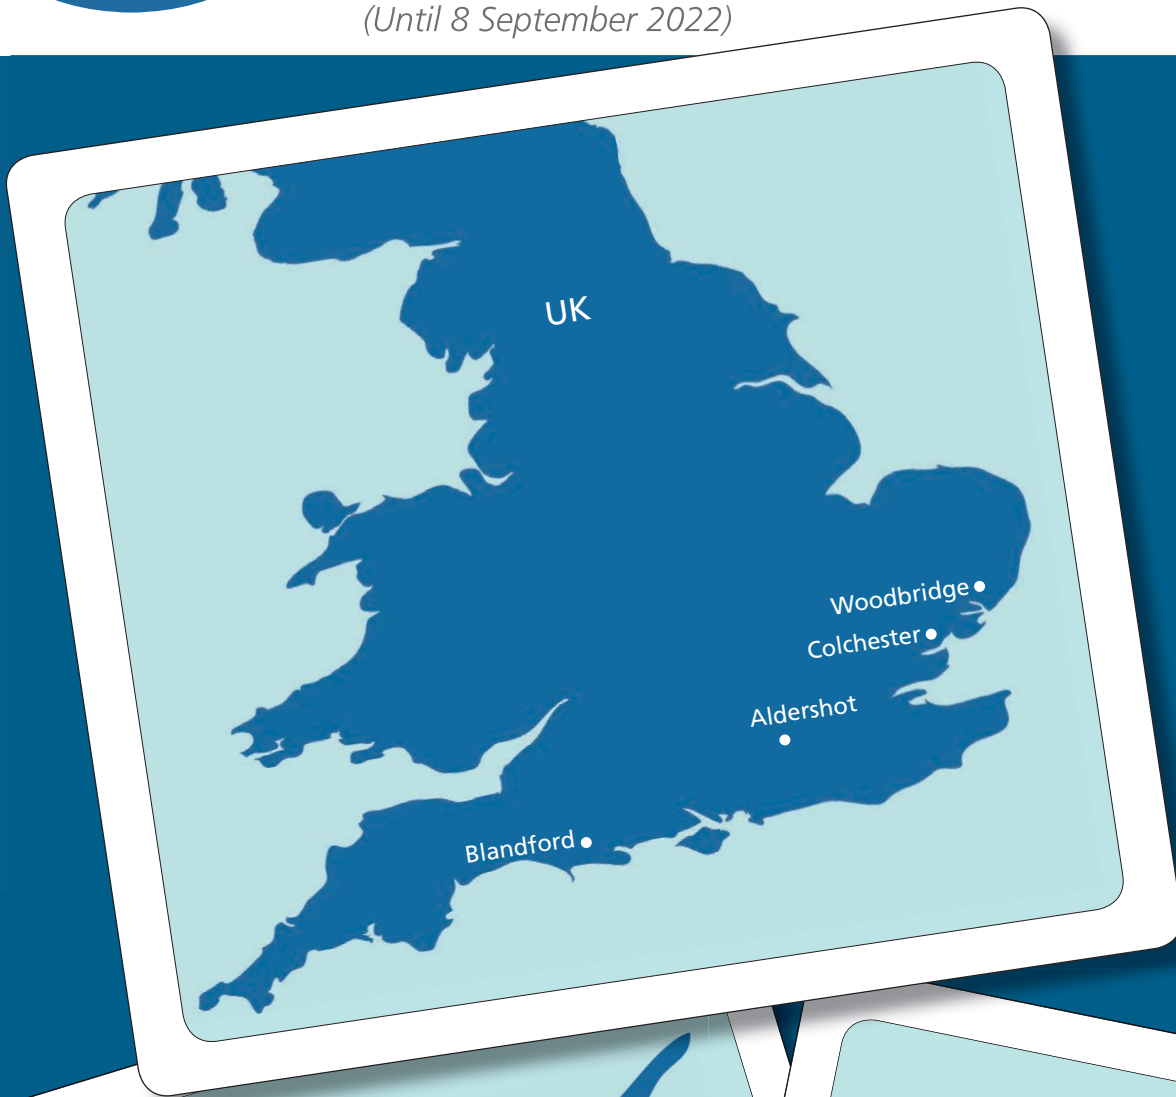 (Until 8 September 2022)
UK
Woodbridge
Colchester
Aldershot
Blandford